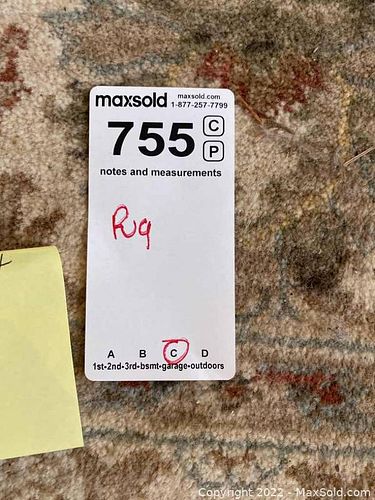 maxsold
maxsold.com
1-877-257-7799
755
C
P
notes and measurements
A B C D
1st-2nd-3rd-bsmt-garage-outdoors
Copyright 2022 - MaxSold.com